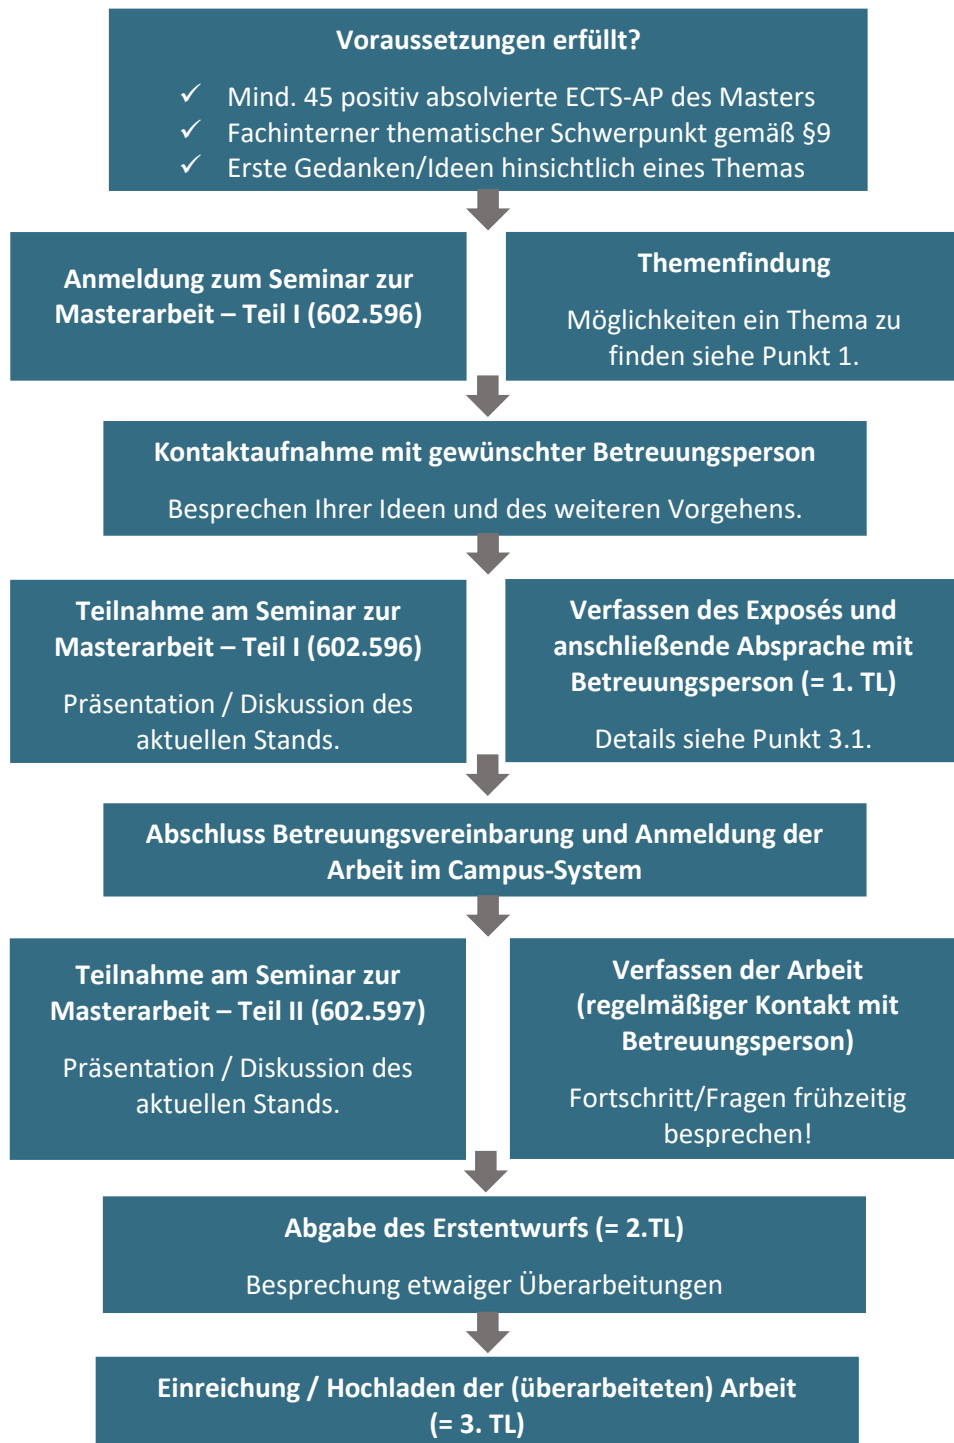 Voraussetzungen erfüllt?
✓ Mind. 45 positiv absolvierte ECTS-AP des Masters
✓ Fachinterner thematischer Schwerpunkt gemäß §9
✓ Erste Gedanken/Ideen hinsichtlich eines Themas
Anmeldung zum Seminar zur
Masterarbeit – Teil I (602.596)
Themenfindung
Möglichkeiten ein Thema zu
finden siehe Punkt 1.
Kontaktaufnahme mit gewünschter Betreuungsperson
Besprechen Ihrer Ideen und des weiteren Vorgehens.
Teilnahme am Seminar zur
Masterarbeit – Teil I (602.596)
Präsentation / Diskussion des
aktuellen Stands.
Verfassen des Exposés und
anschließende Absprache mit
Betreuungsperson (= 1. TL)
Details siehe Punkt 3.1.
Abschluss Betreuungsvereinbarung und Anmeldung der
Arbeit im Campus-System
Teilnahme am Seminar zur
Masterarbeit – Teil II (602.597)
Präsentation / Diskussion des
aktuellen Stands.
Verfassen der Arbeit
(regelmäßiger Kontakt mit
Betreuungsperson)
Fortschritt/Fragen frühzeitig
besprechen!
Abgabe des Erstentwurfs (= 2.TL)
Besprechung etwaiger Überarbeitungen
Einreichung / Hochladen der (überarbeiteten) Arbeit
(= 3. TL)